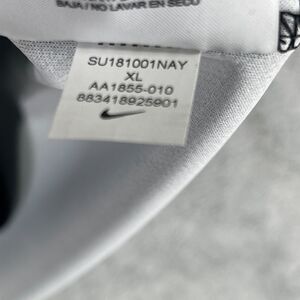 BAJA / NO LAVAR EN SECO
SU181001NAY
XL
AA1855-010
883418925901